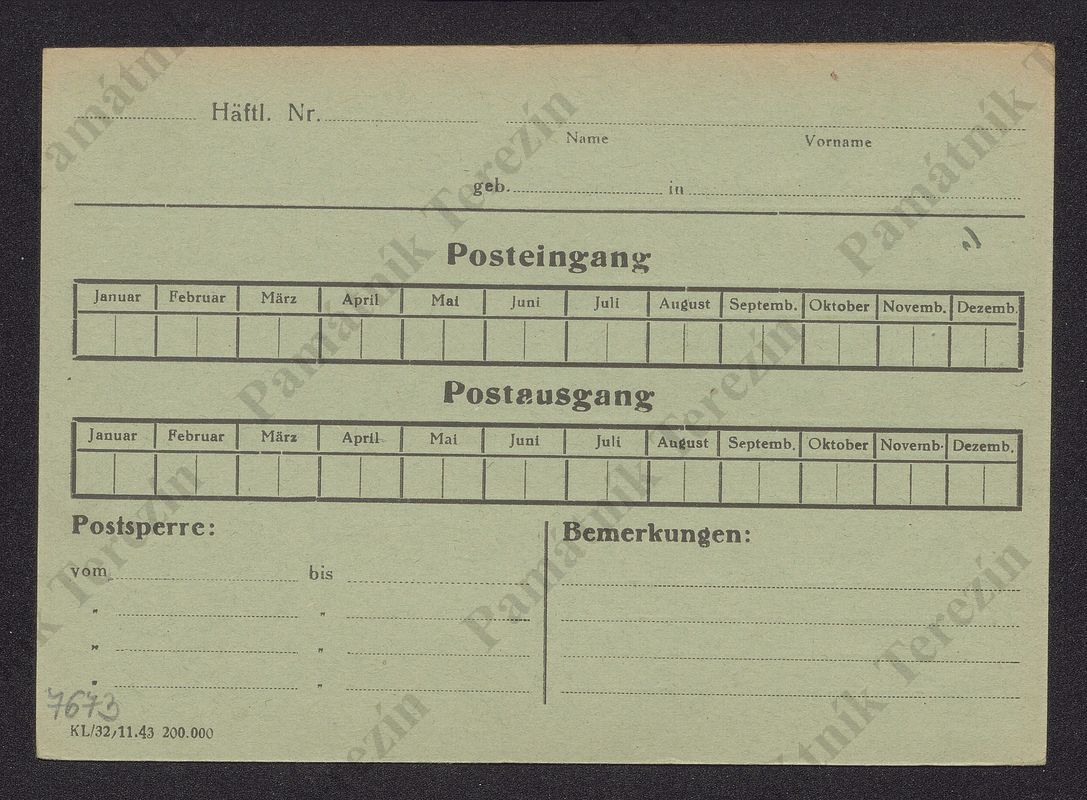 Häftl. Nr.
Name Vorname
geb. in
Posteingang
Januar Februar März April Mai Juni Juli August Septemb. Oktober Novemb. Dezemb.
Postausgang
Januar Februar März April Mai Juni Juli August Septemb. Oktober Novemb. Dezemb.
Postsperre: Bemerkungen:
vom bis
" "
" "
" "
7673
KL/32,11.43 200.000
Památník Terezín